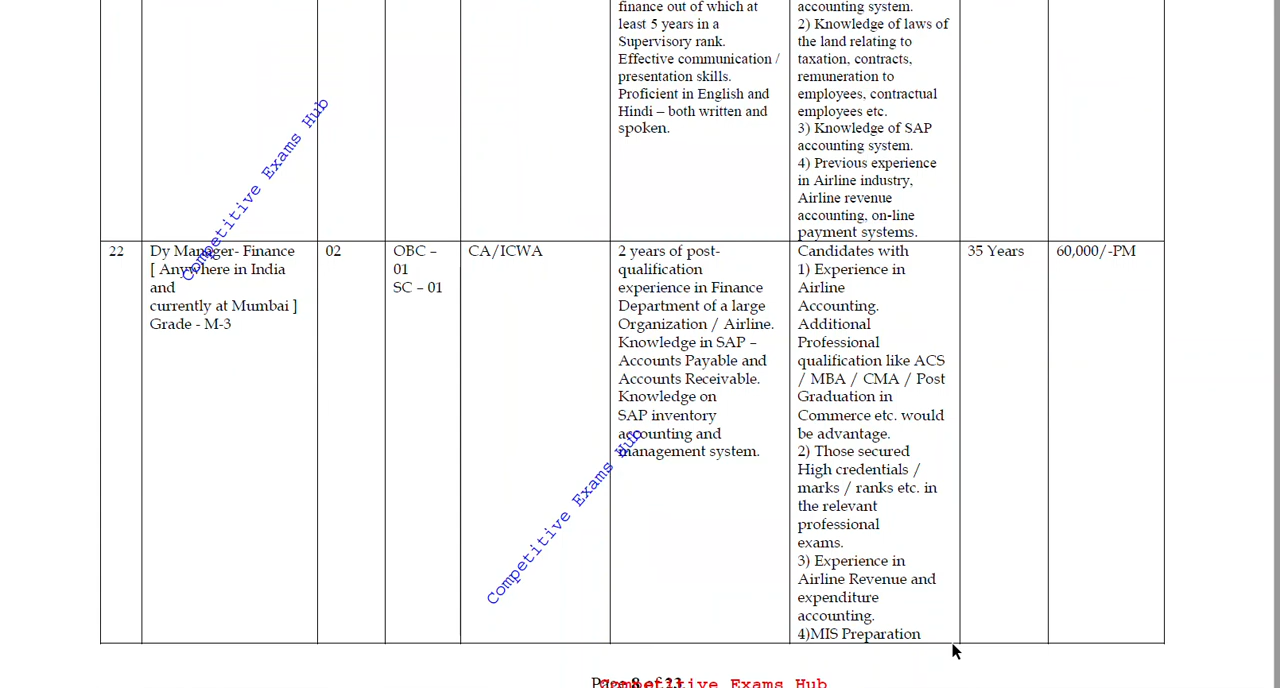 finance out of which at
least 5 years in a
Supervisory rank.
Effective communication /
presentation skills.
Proficient in English and
Hindi – both written and
spoken.
accounting system.
2) Knowledge of laws of
the land relating to
taxation, contracts,
remuneration to
employees, contractual
employees etc.
3) Knowledge of SAP
accounting system.
4) Previous experience
in Airline industry,
Airline revenue
accounting, on-line
payment systems.
22
Dy Manager- Finance
[ Anywhere in India
and
currently at Mumbai ]
Grade - M-3
02
OBC –
01
SC – 01
CA/ICWA
2 years of post-
qualification
experience in Finance
Department of a large
Organization / Airline.
Knowledge in SAP –
Accounts Payable and
Accounts Receivable.
Knowledge on
SAP inventory
accounting and
management system.
Candidates with
1) Experience in
Airline
Accounting.
Additional
Professional
qualification like ACS
/ MBA / CMA / Post
Graduation in
Commerce etc. would
be advantage.
2) Those secured
High credentials /
marks / ranks etc. in
the relevant
professional
exams.
3) Experience in
Airline Revenue and
expenditure
accounting.
4)MIS Preparation
35 Years
60,000/-PM
Competitive Exams Hub
Competitive Exams Hub
Page 8 of 23
Competitive Exams Hub